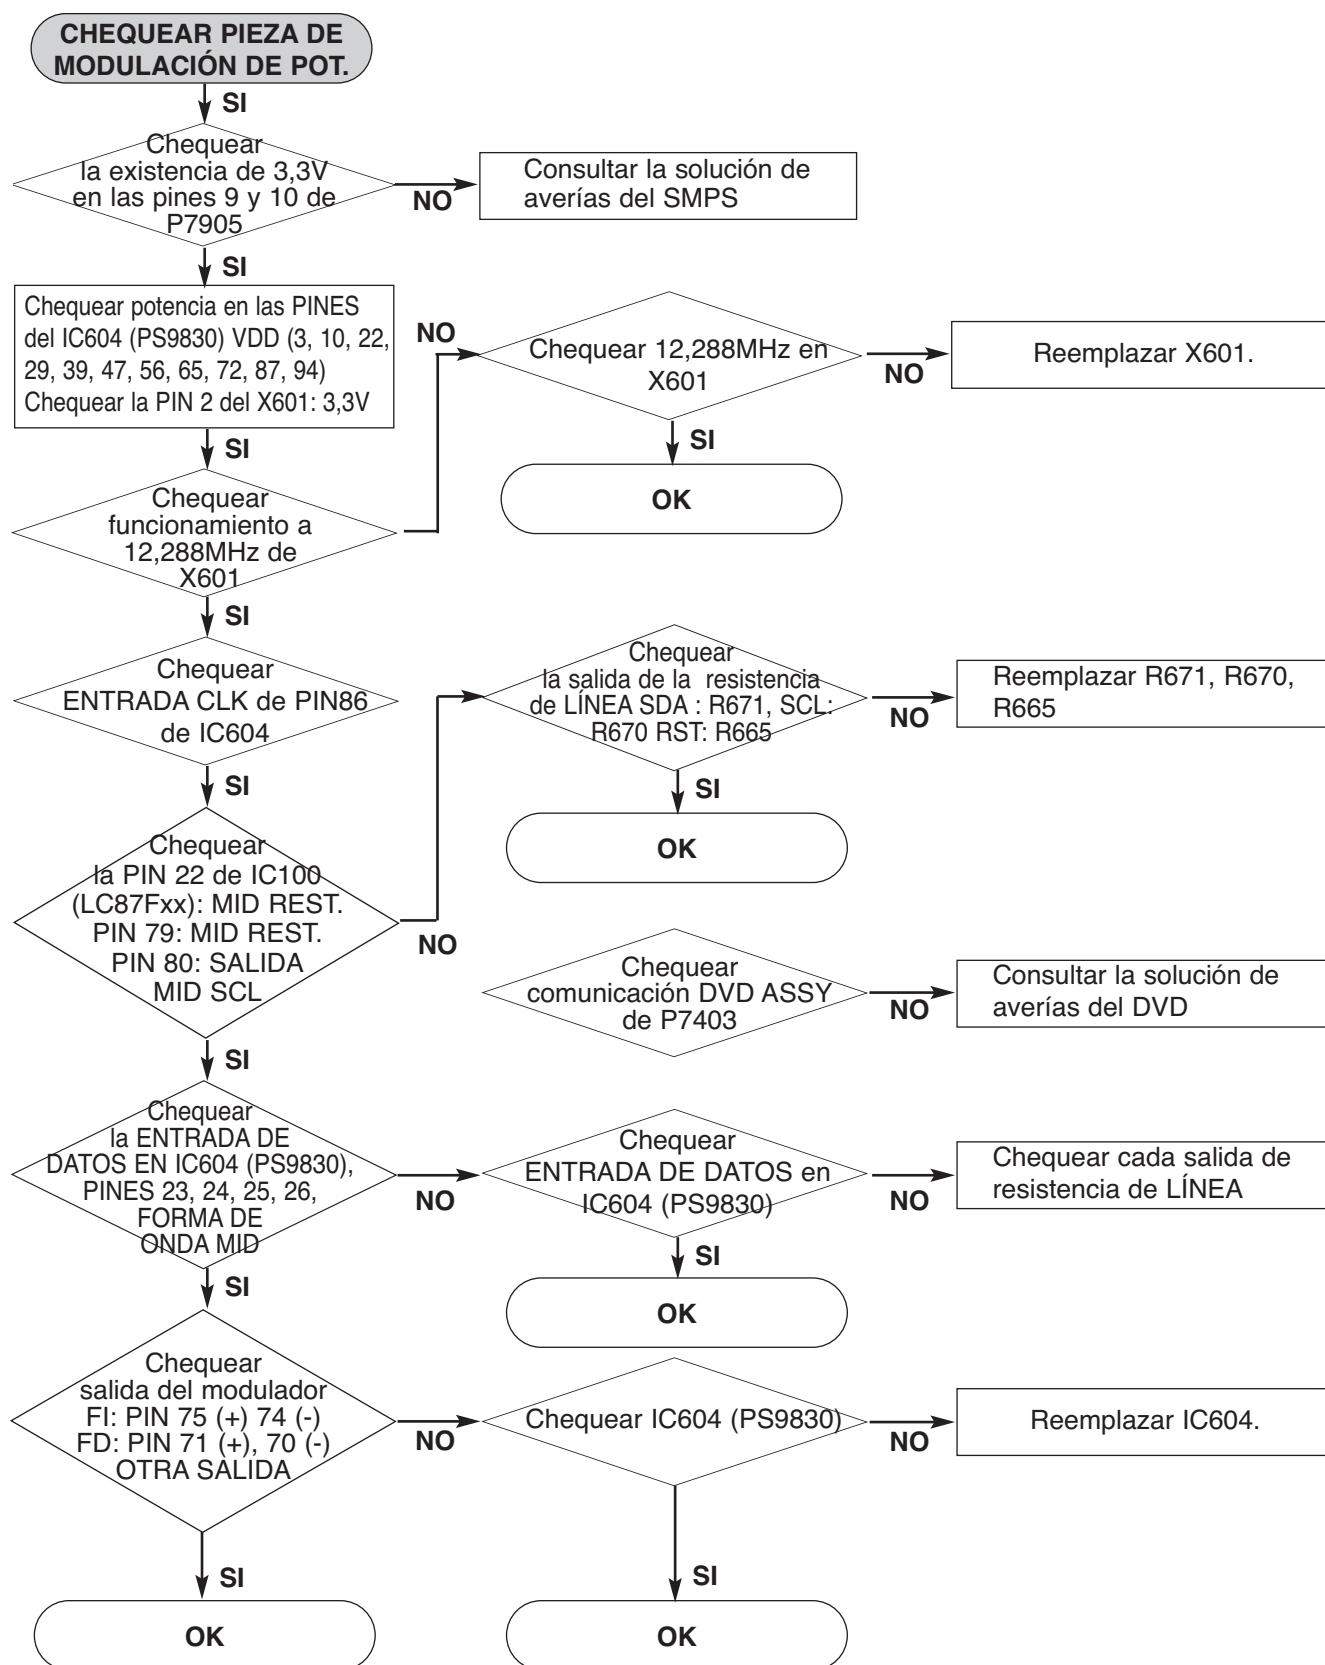 CHEQUEAR PIEZA DE
MODULACIÓN DE POT.
SI
Chequear
la existencia de 3,3V
en las pines 9 y 10 de
P7905
NO
Consultar la solución de
averías del SMPS
SI
Chequear potencia en las PINES
del IC604 (PS9830) VDD (3, 10, 22,
29, 39, 47, 56, 65, 72, 87, 94)
Chequear la PIN 2 del X601: 3,3V
SI
Chequear
funcionamiento a
12,288MHz de
X601
NO
Chequear 12,288MHz en
X601
NO
Reemplazar X601.
SI
OK
SI
Chequear
ENTRADA CLK de PIN86
de IC604
SI
Chequear
la PIN 22 de IC100
(LC87Fxx): MID REST.
PIN 79: MID REST.
PIN 80: SALIDA
MID SCL
NO
Chequear
la salida de la resistencia
de LÍNEA SDA : R671, SCL:
R670 RST: R665
NO
Reemplazar R671, R670,
R665
SI
OK
Chequear
comunicación DVD ASSY
de P7403
NO
Consultar la solución de
averías del DVD
SI
Chequear
la ENTRADA DE
DATOS EN IC604 (PS9830),
PINES 23, 24, 25, 26,
FORMA DE
ONDA MID
NO
Chequear
ENTRADA DE DATOS en
IC604 (PS9830)
NO
Chequear cada salida de
resistencia de LÍNEA
SI
OK
SI
Chequear
salida del modulador
FI: PIN 75 (+) 74 (-)
FD: PIN 71 (+), 70 (-)
OTRA SALIDA
NO
Chequear IC604 (PS9830)
NO
Reemplazar IC604.
SI
OK
SI
OK